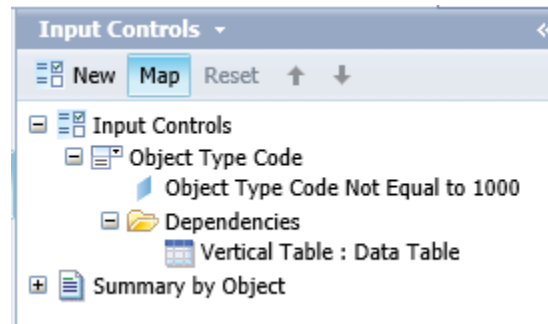 Input Controls
New Map Reset
Input Controls
Object Type Code
Object Type Code Not Equal to 1000
Dependencies
Vertical Table : Data Table
Summary by Object